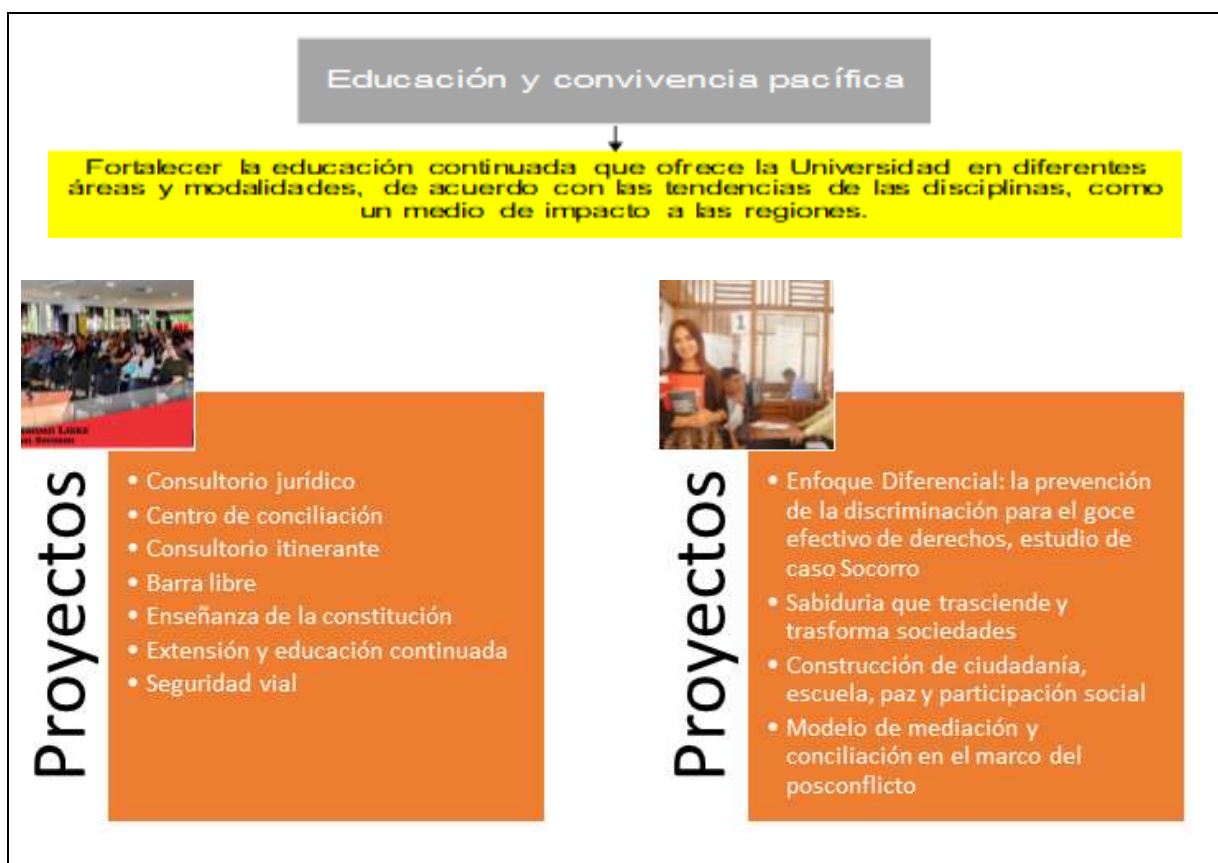 Educación y convivencia pacífica
Fortalecer la educación continuada que ofrece la Universidad en diferentes
áreas y modalidades, de acuerdo con las tendencias de las disciplinas, como
un medio de impacto a las regiones.
Proyectos
• Consultorio jurídico
• Centro de conciliación
• Consultorio itinerante
• Barra libre
• Enseñanza de la constitución
• Extensión y educación continuada
• Seguridad vial
1
Proyectos
• Enfoque Diferencial: la prevención
de la discriminación para el goce
efectivo de derechos, estudio de
caso Socorro
• Sabiduria que trasciende y
trasforma sociedades
• Construcción de ciudadanía,
escuela, paz y participación social
• Modelo de mediación y
conciliación en el marco del
posconflicto